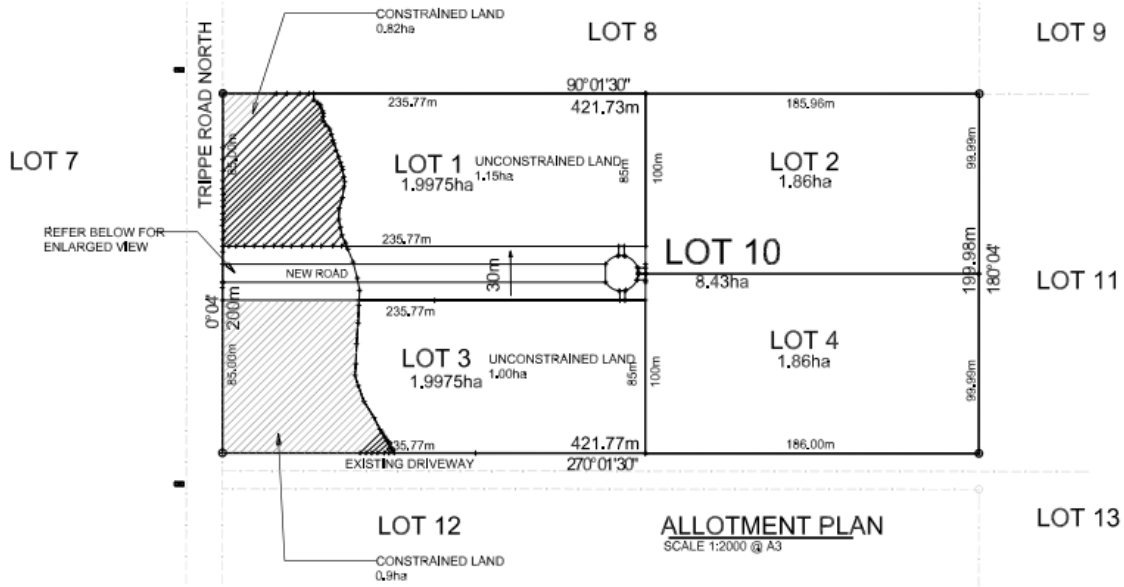 CONSTRAINED LAND
0.82ha
LOT 8
LOT 9
TRIPPE ROAD NORTH
90° 01'30"
235.77m
421.73m
185.96m
85.00m
LOT 7
LOT 1
1.9975ha
UNCONSTRAINED LAND
1.15ha
85m
100m
LOT 2
1.86ha
99.99m
REFER BELOW FOR
ENLARGED VIEW
235.77m
NEW ROAD
30m
LOT 10
8.43ha
199.98m
180°04'
LOT 11
0°04'
200m
235.77m
85.00m
LOT 3
1.9975ha
UNCONSTRAINED LAND
1.00ha
85m
100m
LOT 4
1.86ha
99.99m
235.77m
421.77m
186.00m
EXISTING DRIVEWAY
270° 01'30"
LOT 12
ALLOTMENT PLAN
SCALE 1:2000 @ A3
LOT 13
CONSTRAINED LAND
0.9ha